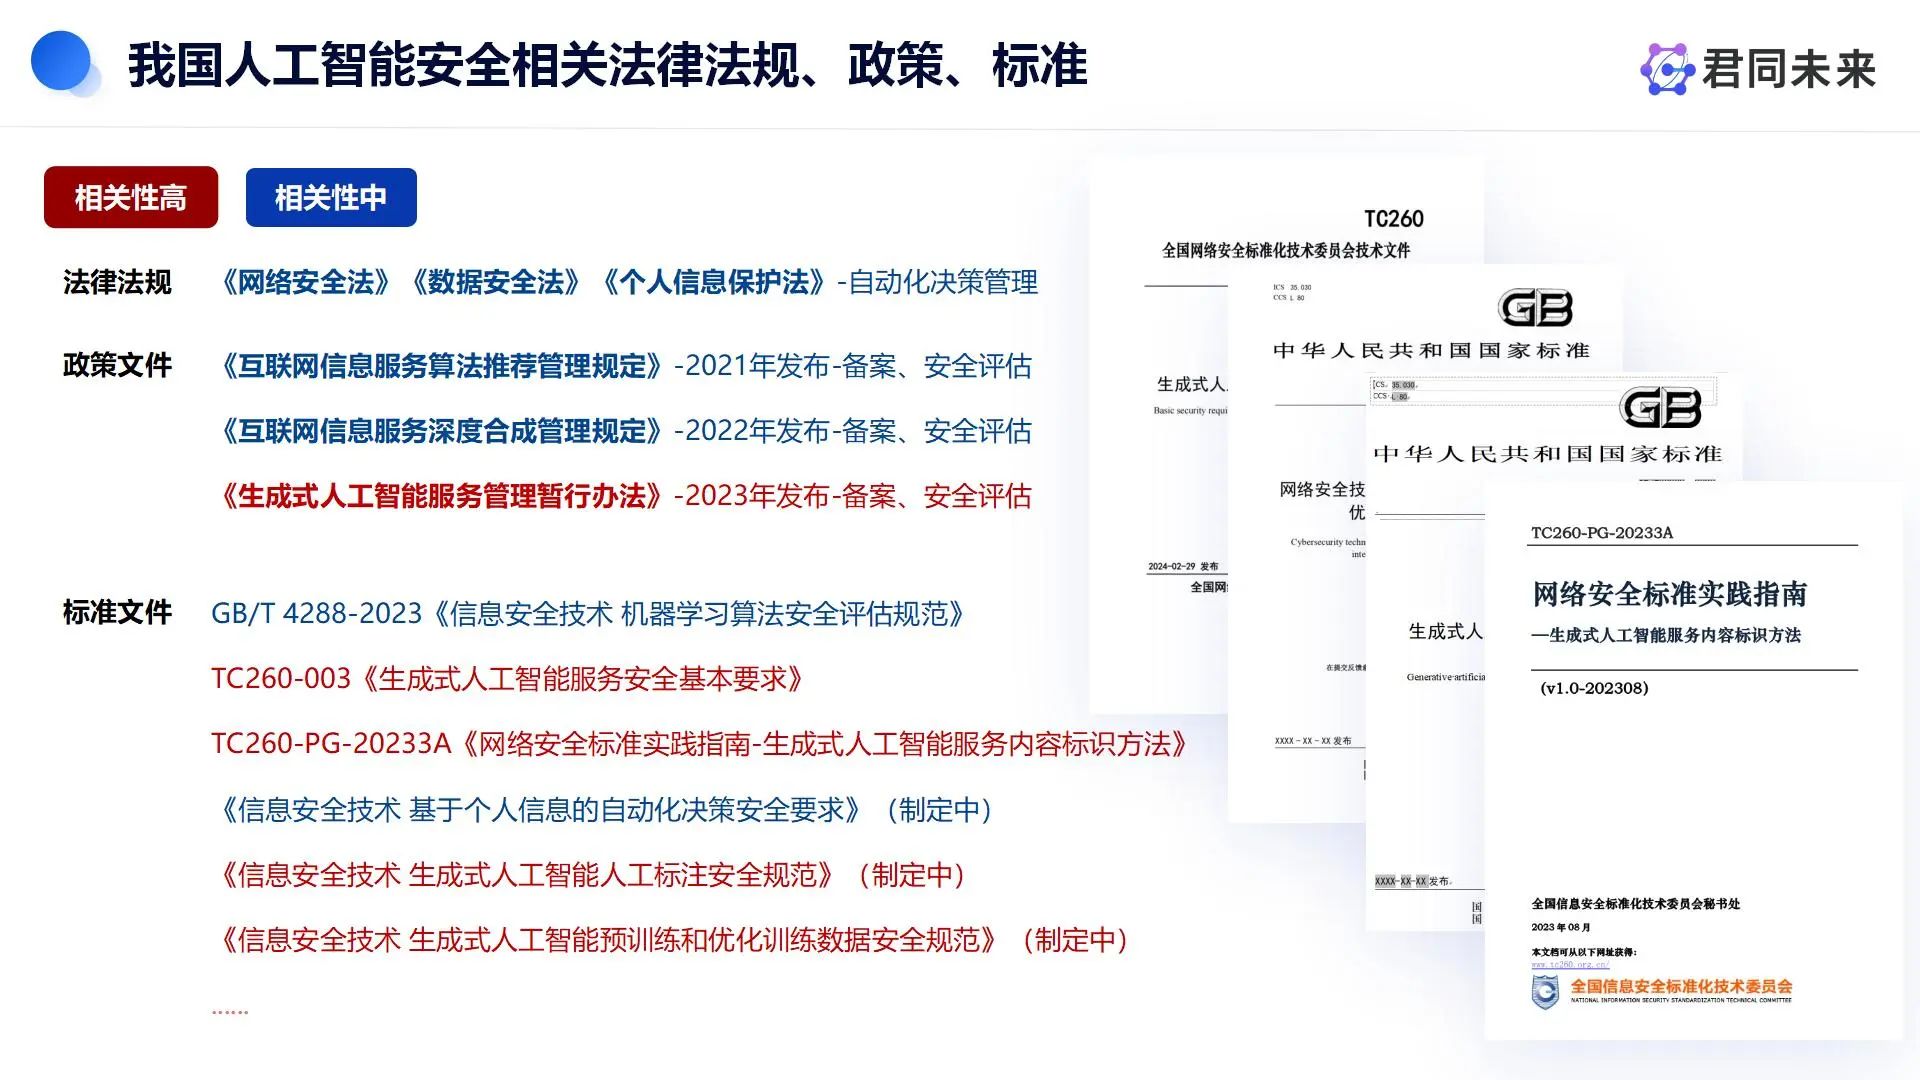 我国人工智能安全相关法律法规、政策、标准
君同未来
相关性高
相关性中
法律法规
《网络安全法》《数据安全法》《个人信息保护法》-自动化决策管理
政策文件
《互联网信息服务算法推荐管理规定》-2021年发布-备案、安全评估
《互联网信息服务深度合成管理规定》-2022年发布-备案、安全评估
《生成式人工智能服务管理暂行办法》-2023年发布-备案、安全评估
标准文件
GB/T 4288-2023《信息安全技术 机器学习算法安全评估规范》
TC260-003《生成式人工智能服务安全基本要求》
TC260-PG-20233A《网络安全标准实践指南-生成式人工智能服务内容标识方法》
《信息安全技术 基于个人信息的自动化决策安全要求》（制定中）
《信息安全技术 生成式人工智能人工标注安全规范》（制定中）
《信息安全技术 生成式人工智能预训练和优化训练数据安全规范》（制定中）
……
TC260
全国网络安全标准化技术委员会技术文件
生成式人
Basic security requi
2024-02-29 发布
全国网
ICS 35.030
CCS L 80
GB
中华人民共和国国家标准
网络安全技
优
Cybersecurity techn
inte
XXXX-XX-XX 发布
ICS 35.030
CCS L 80
GB
中华人民共和国国家标准
生成式人
Generative artificia
XXXX-XX-XX 发布
国
国
TC260-PG-20233A
网络安全标准实践指南
—生成式人工智能服务内容标识方法
(v1.0-202308)
全国信息安全标准化技术委员会秘书处
2023 年 08 月
本文档可从以下网址获得：
www.tc260.org.cn/
全国信息安全标准化技术委员会
NATIONAL INFORMATION SECURITY STANDARDIZATION TECHNICAL COMMITTEE